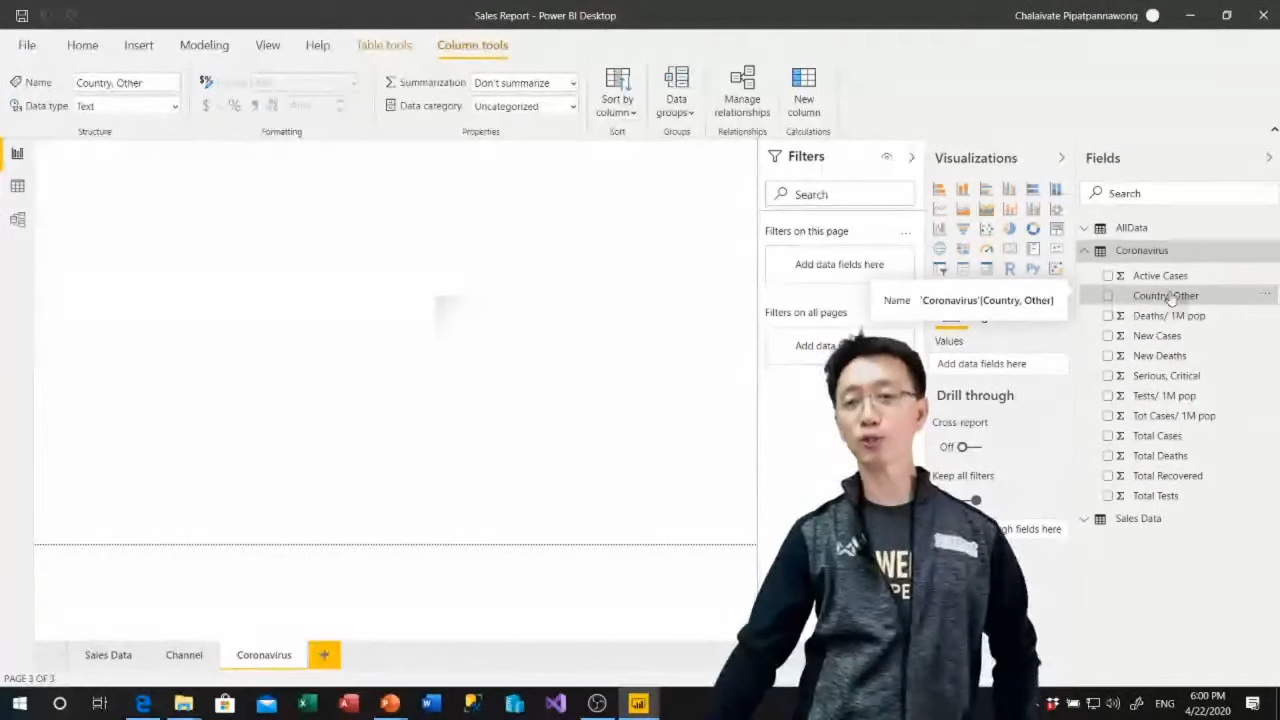 Sales Report - Power BI Desktop
Chalaivate Pipatpannawong
File Home Insert Modeling View Help Table tools Column tools
Name Country, Other
Data type Text
Structure
$ % Auto
Formatting
Summarization Don't summarize
Data category Uncategorized
Properties
Sort by
column
Sort
Data
groups
Groups
Manage
relationships
Relationships
New
column
Calculations
Filters
Search
Filters on this page
...
Add data fields here
Filters on all pages
Add data
Visualizations
R Py
Name 'Coronavirus'[Country, Other]
Values
Add data fields here
Drill through
Cross-report
Off
Keep all filters
gh fields here
Fields
Search
AllData
Coronavirus
Active Cases
Country, Other
Deaths/ 1M pop
New Cases
New Deaths
Serious, Critical
Tests/ 1M pop
Tot Cases/ 1M pop
Total Cases
Total Deaths
Total Recovered
Total Tests
Sales Data
WE
PE
Sales Data Channel Coronavirus +
PAGE 3 OF 3
ENG
6:00 PM
4/22/2020